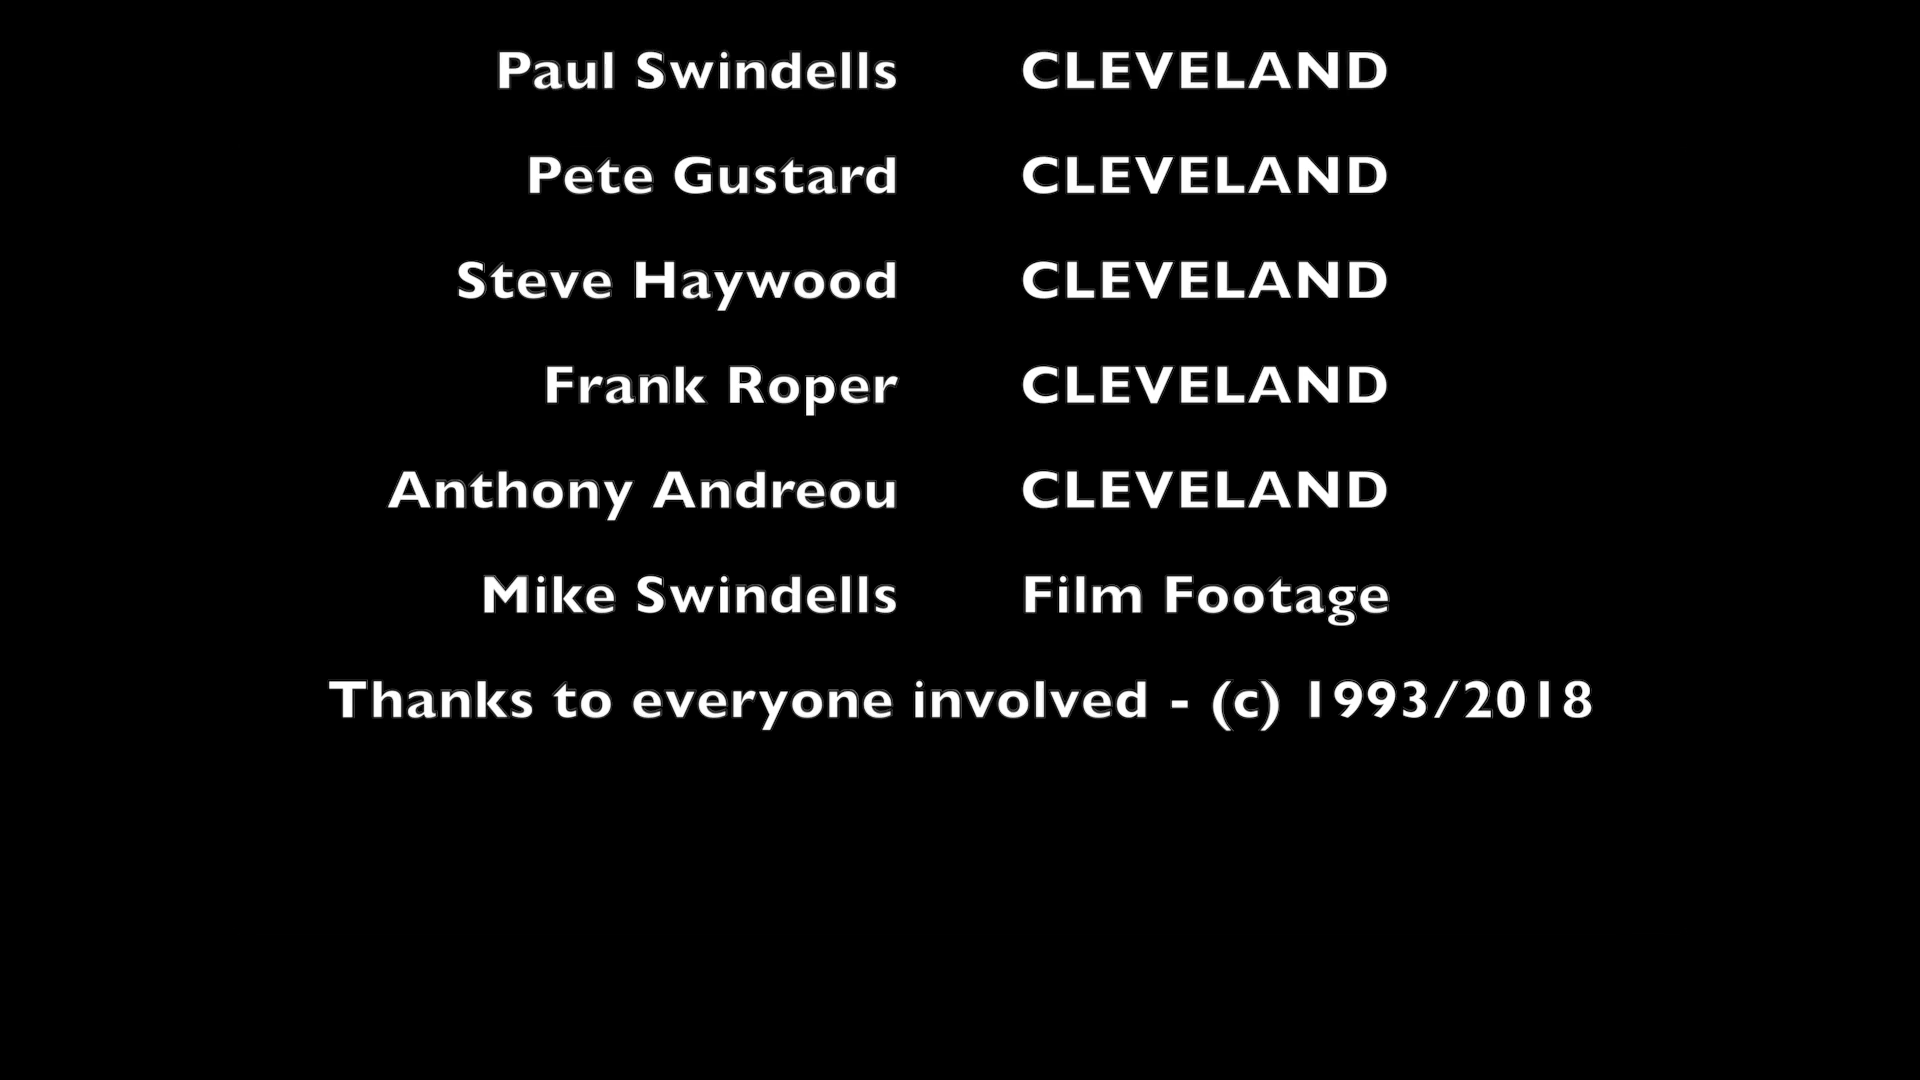 Paul Swindells CLEVELAND
Pete Gustard CLEVELAND
Steve Haywood CLEVELAND
Frank Roper CLEVELAND
Anthony Andreou CLEVELAND
Mike Swindells Film Footage
Thanks to everyone involved - (c) 1993/2018